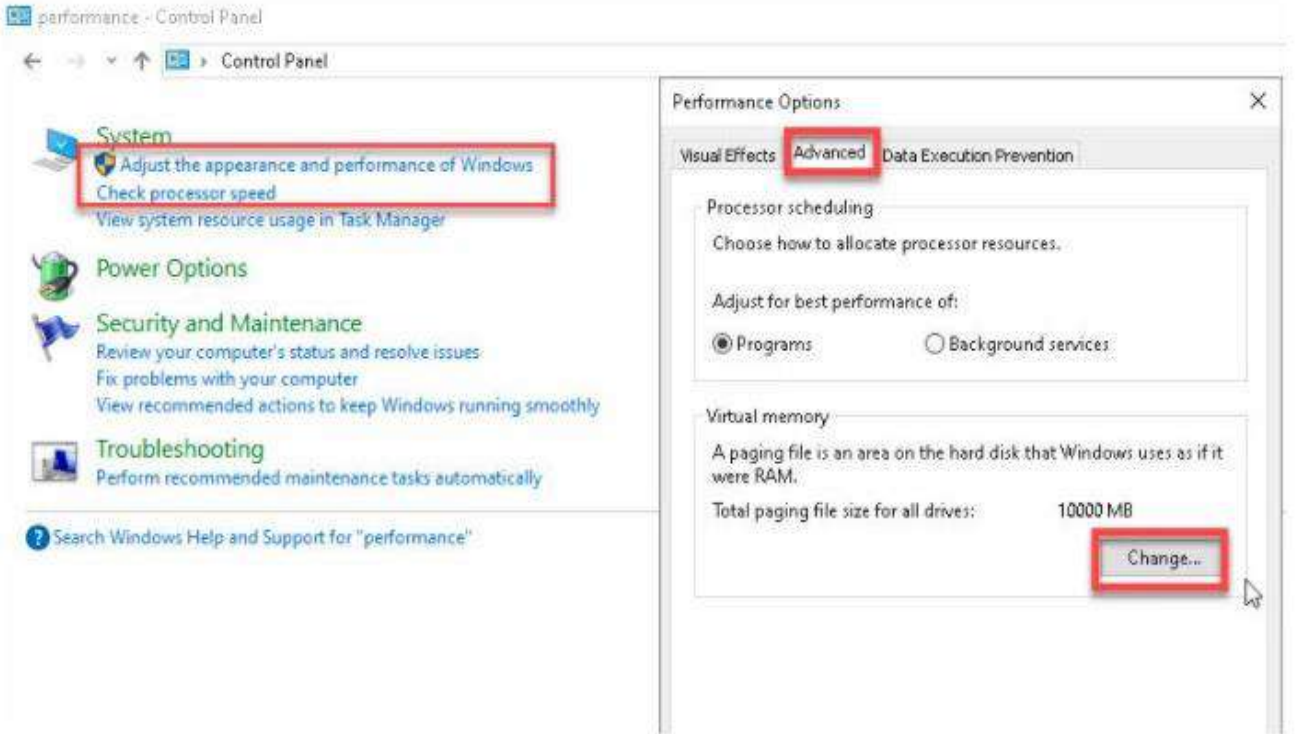 performance - Control Panel
Control Panel
System
Adjust the appearance and performance of Windows
Check processor speed
View system resource usage in Task Manager
Power Options
Security and Maintenance
Review your computer's status and resolve issues
Fix problems with your computer
View recommended actions to keep Windows running smoothly
Troubleshooting
Perform recommended maintenance tasks automatically
Search Windows Help and Support for "performance"
Performance Options
Visual Effects Advanced Data Execution Prevention
Processor scheduling
Choose how to allocate processor resources.
Adjust for best performance of:
Programs Background services
Virtual memory
A paging file is an area on the hard disk that Windows uses as if it
were RAM.
Total paging file size for all drives: 10000 MB
Change...